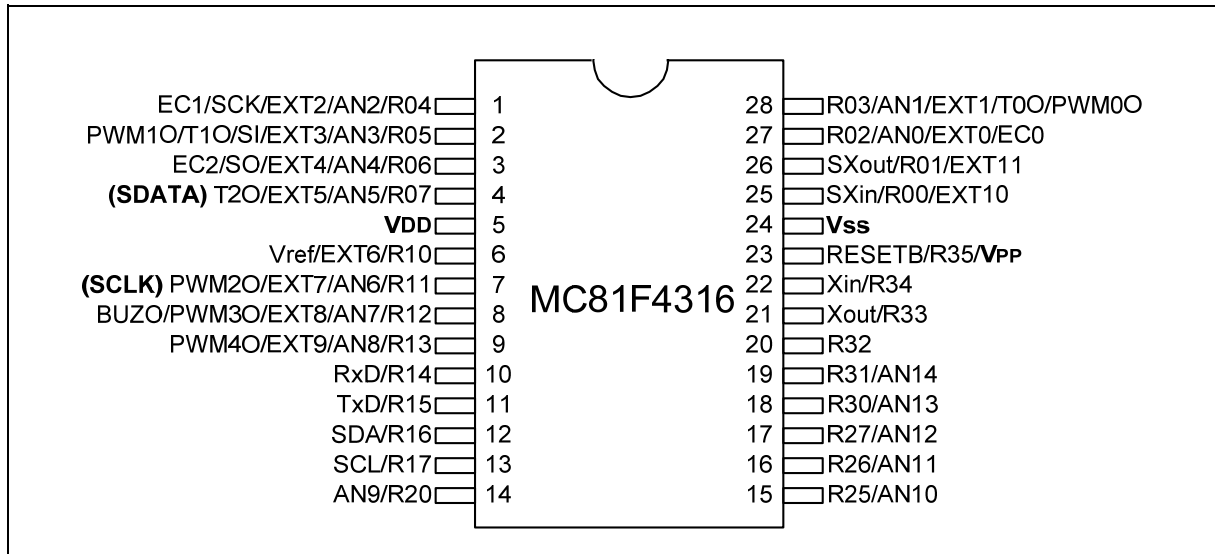 EC1/SCK/EXT2/AN2/R04 1 28 R03/AN1/EXT1/T0O/PWM0O
PWM1O/T1O/SI/EXT3/AN3/R05 2 27 R02/AN0/EXT0/EC0
EC2/SO/EXT4/AN4/R06 3 26 SXout/R01/EXT11
(SDATA) T2O/EXT5/AN5/R07 4 25 SXin/R00/EXT10
VDD 5 24 Vss
Vref/EXT6/R10 6 23 RESETB/R35/VPP
(SCLK) PWM2O/EXT7/AN6/R11 7 22 Xin/R34
MC81F4316
BUZO/PWM3O/EXT8/AN7/R12 8 21 Xout/R33
PWM4O/EXT9/AN8/R13 9 20 R32
RxD/R14 10 19 R31/AN14
TxD/R15 11 18 R30/AN13
SDA/R16 12 17 R27/AN12
SCL/R17 13 16 R26/AN11
AN9/R20 14 15 R25/AN10